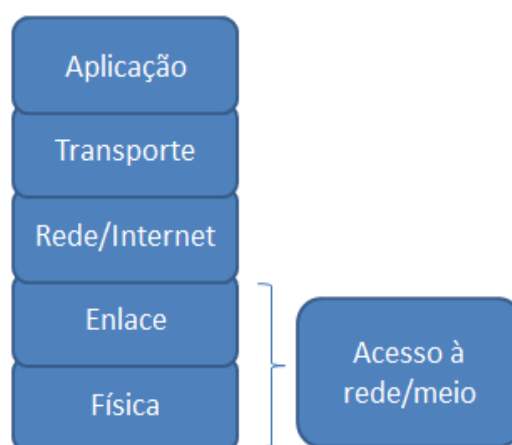 Aplicação
Transporte
Rede/Internet
Enlace
Física
Acesso à
rede/meio